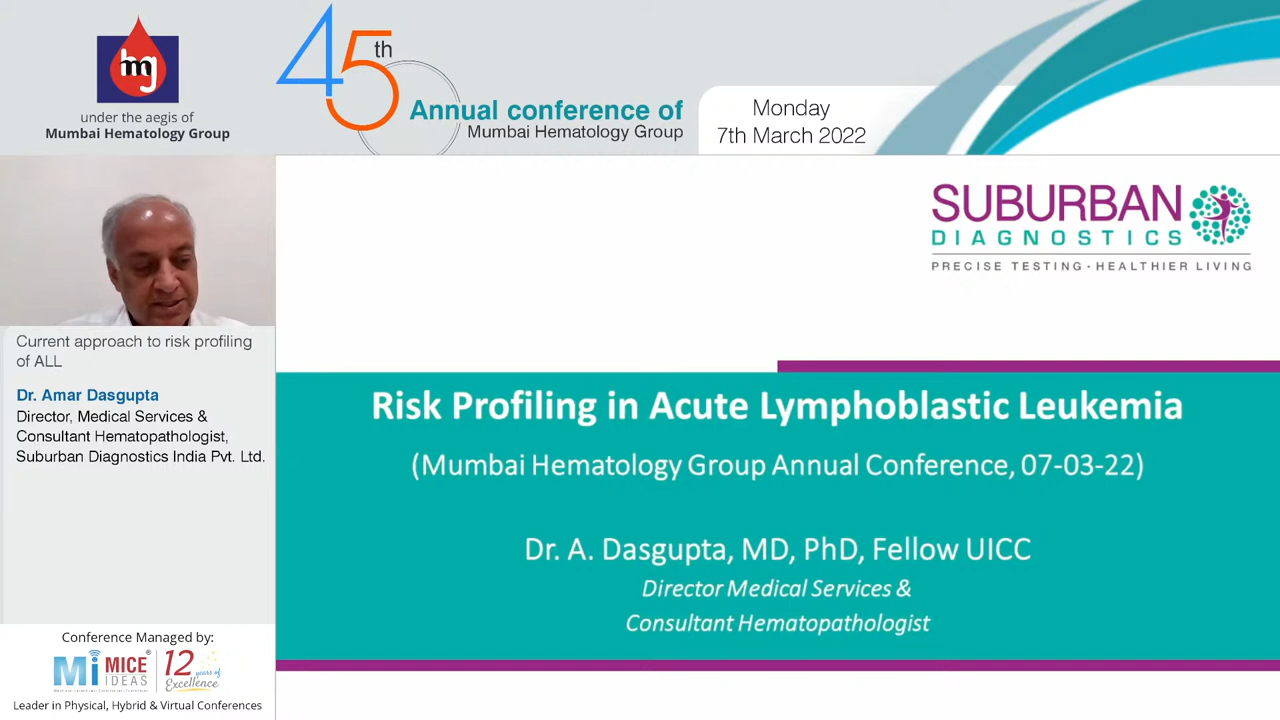 hmg
under the aegis of
Mumbai Hematology Group
45th
Annual conference of
Mumbai Hematology Group
Monday
7th March 2022
SUBURBAN
DIAGNOSTICS
PRECISE TESTING · HEALTHIER LIVING
Current approach to risk profiling
of ALL
Dr. Amar Dasgupta
Director, Medical Services &
Consultant Hematopathologist,
Suburban Diagnostics India Pvt. Ltd.
Risk Profiling in Acute Lymphoblastic Leukemia
(Mumbai Hematology Group Annual Conference, 07-03-22)
Dr. A. Dasgupta, MD, PhD, Fellow UICC
Director Medical Services &
Consultant Hematopathologist
Conference Managed by:
Mi MICE IDEAS®
12 years of Excellence
Leader in Physical, Hybrid & Virtual Conferences